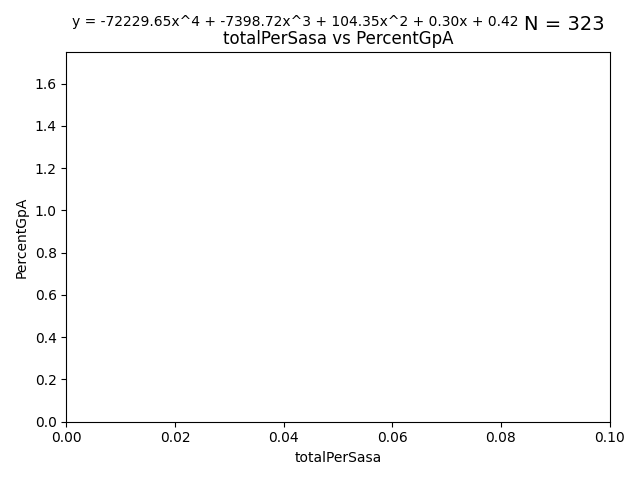 y = -72229.65x^4 + -7398.72x^3 + 104.35x^2 + 0.30x + 0.42 N = 323
totalPerSasa vs PercentGpA
PercentGpA
1.6
1.4
1.2
1.0
0.8
0.6
0.4
0.2
0.0
0.00 0.02 0.04 0.06 0.08 0.10
totalPerSasa